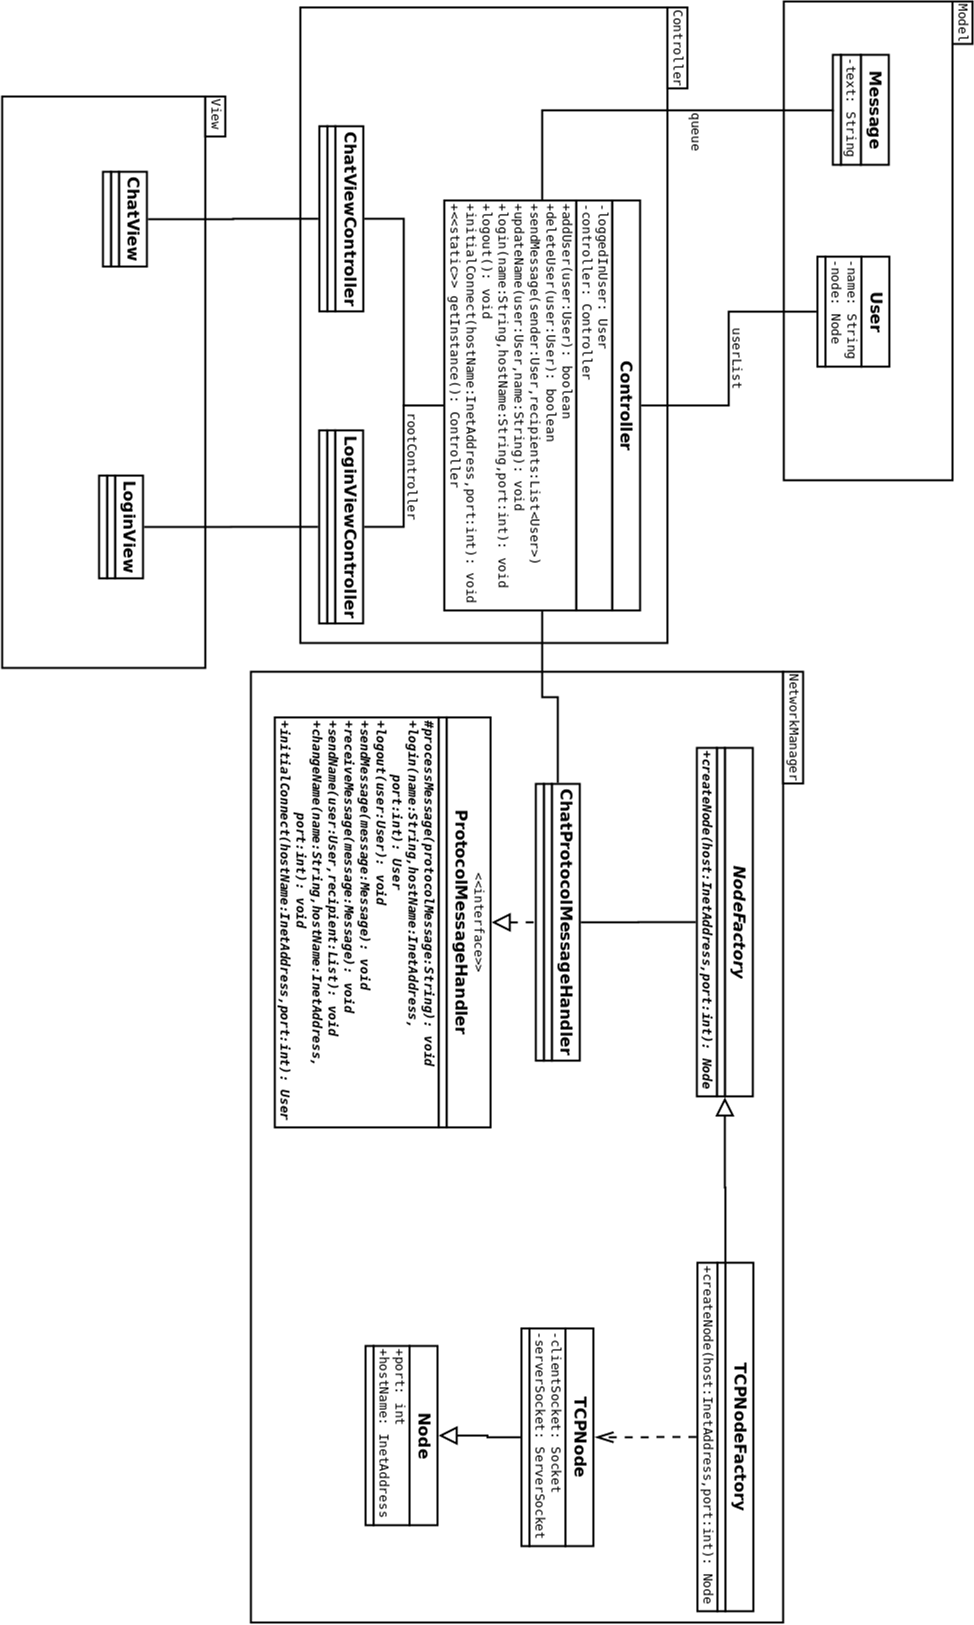 Model
Message
-text: String
User
-name: String
-node: Node
queue
userList
Controller
Controller
-loggedInUser: User
-controller: Controller
+addUser(user:User): boolean
+deleteUser(user:User): boolean
+sendMessage(sender:User,recipients:List<User>)
+updateName(user:User,name:String): void
+login(name:String,hostName:String,port:int): void
+logout(): void
+initialConnect(hostName:InetAddress,port:int): void
+<<static>> getInstance(): Controller
rootController
ChatViewController
LoginViewController
View
ChatView
LoginView
NetworkManager
NodeFactory
+createNode(host:InetAddress,port:int): Node
TCPNodeFactory
+createNode(host:InetAddress,port:int): Node
ChatProtocolMessageHandler
<<interface>>
ProtocolMessageHandler
#processMessage(protocolMessage:String): void
+login(name:String,hostName:InetAddress,
port:int): User
+logout(user:User): void
+sendMessage(message:Message): void
+receiveMessage(message:Message): void
+sendName(user:User,recipient:List): void
+changeName(name:String,hostName:InetAddress,
port:int): void
+initialConnect(hostName:InetAddress,port:int): User
TCPNode
-clientSocket: Socket
-serverSocket: ServerSocket
Node
+port: int
+hostName: InetAddress